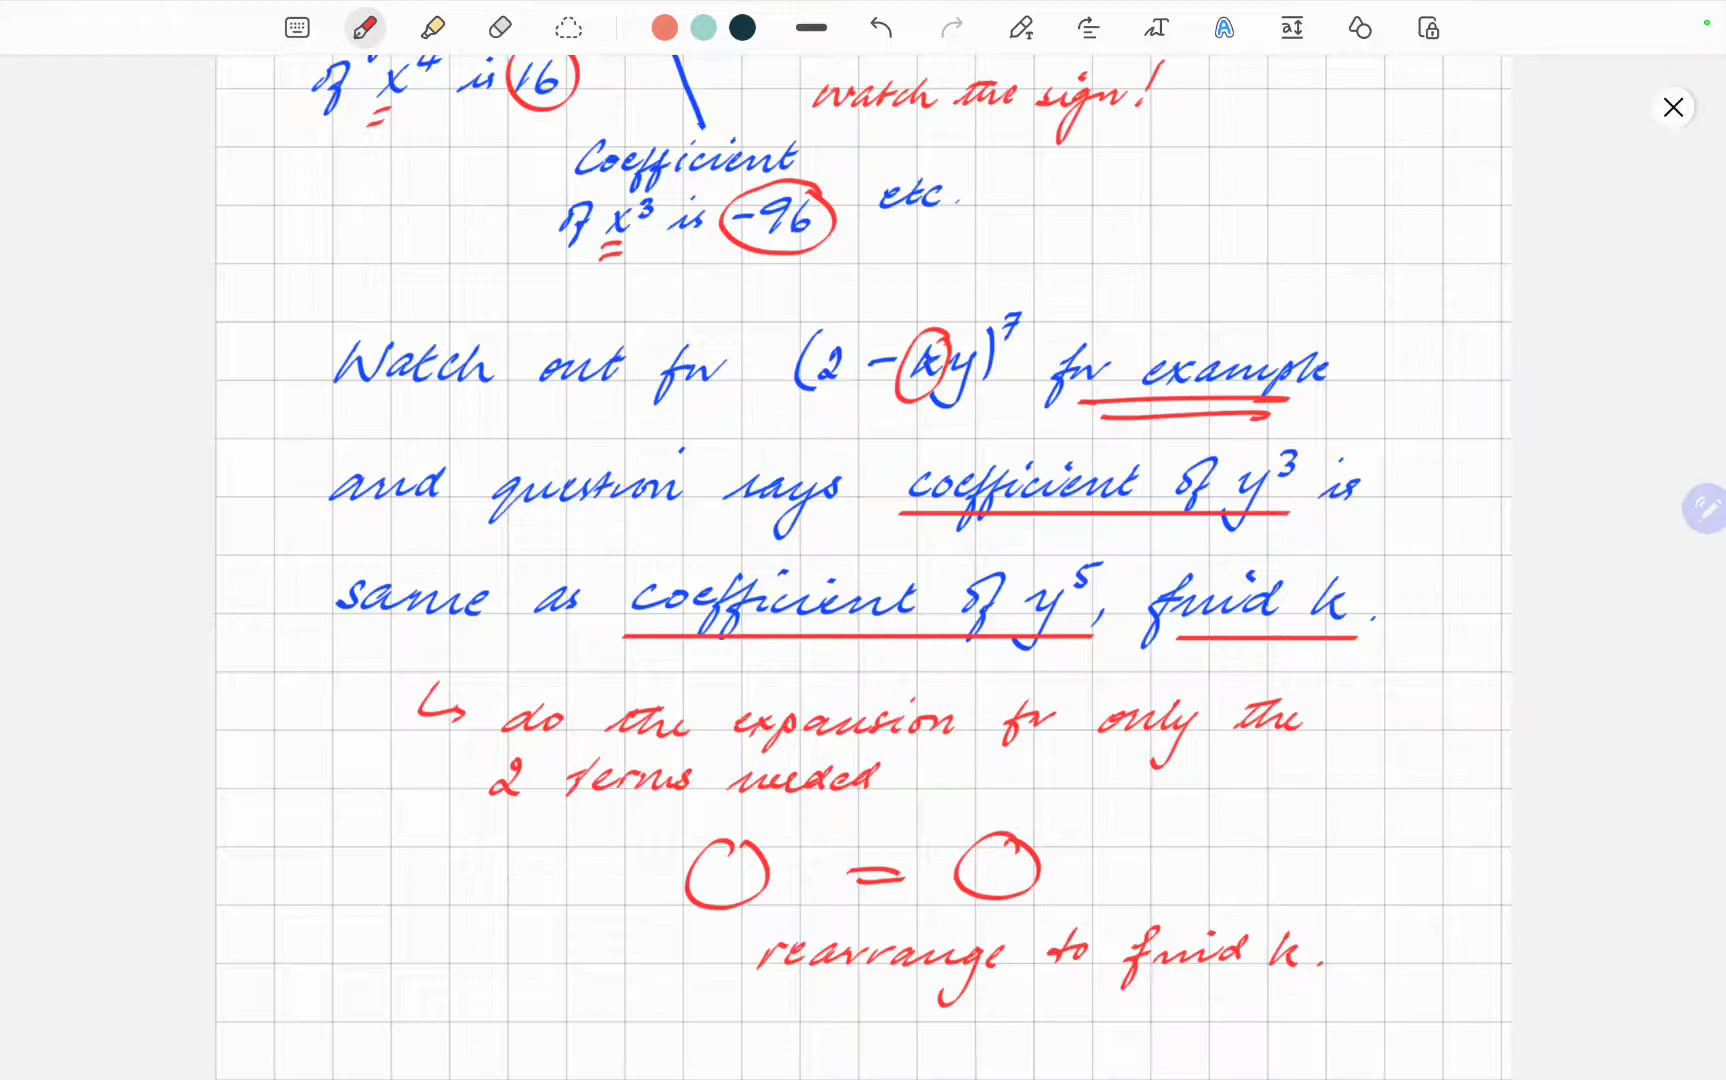 of x⁴ is 16
watch the sign!
Coefficient
of x³ is -96 etc.
Watch out for (2 - ky)⁷ for example
and question says coefficient of y³ is
same as coefficient of y⁵, find k.
↳ do the expansion for only the
2 terms needed
O = O
rearrange to find k.